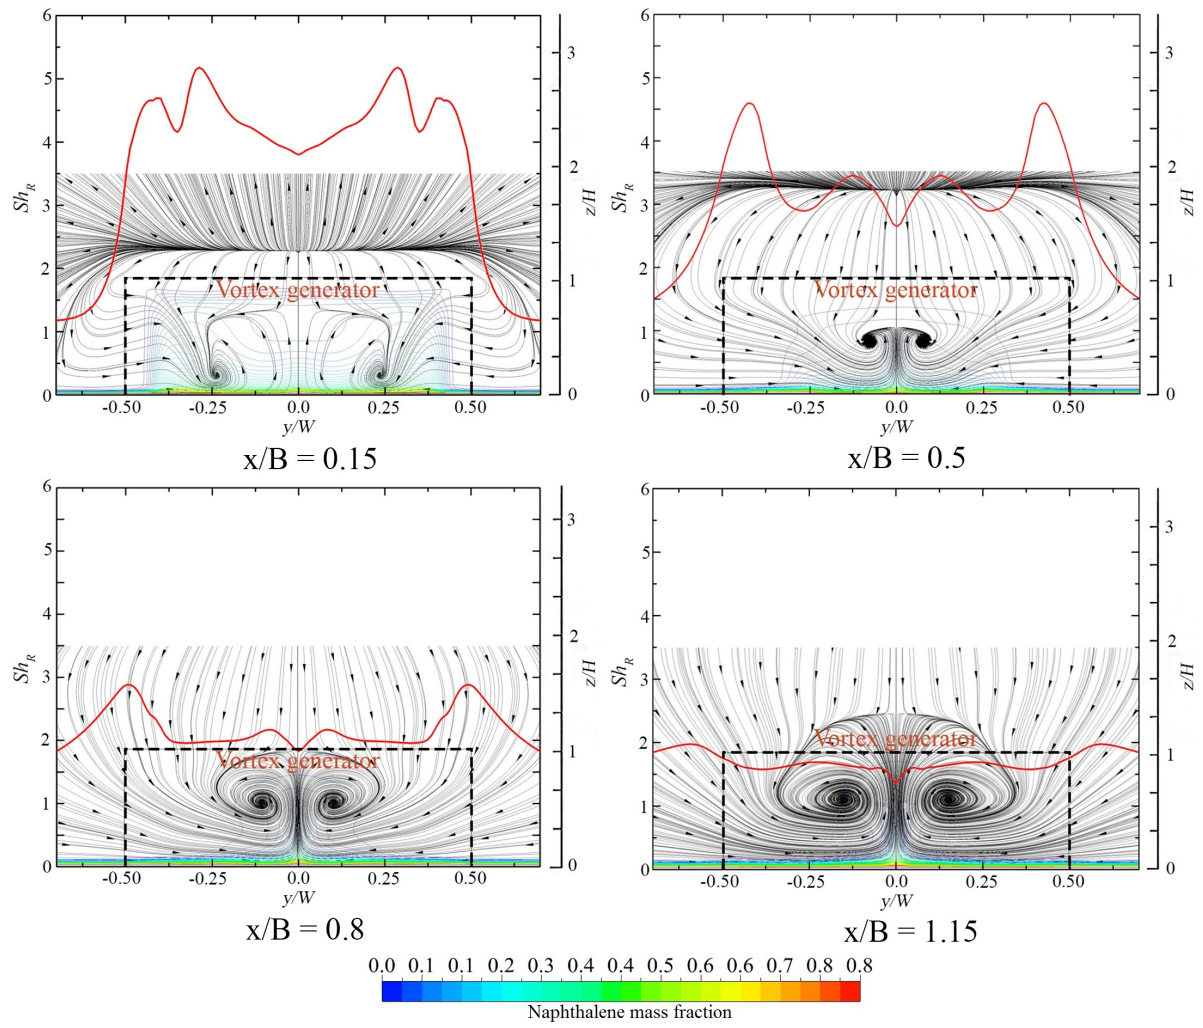 6
5
4
3
2
1
0
Sh_R
3
2
1
0
z/H
Vortex generator
-0.50 -0.25 0.0 0.25 0.50
y/W
x/B = 0.15
6
5
4
3
2
1
0
Sh_R
3
2
1
0
z/H
Vortex generator
-0.50 -0.25 0.0 0.25 0.50
y/W
x/B = 0.5
6
5
4
3
2
1
0
Sh_R
3
2
1
0
z/H
Vortex generator
-0.50 -0.25 0.0 0.25 0.50
y/W
x/B = 0.8
6
5
4
3
2
1
0
Sh_R
3
2
1
0
z/H
Vortex generator
-0.50 -0.25 0.0 0.25 0.50
y/W
x/B = 1.15
0.0 0.1 0.1 0.2 0.3 0.4 0.4 0.5 0.6 0.6 0.7 0.8 0.8
Naphthalene mass fraction